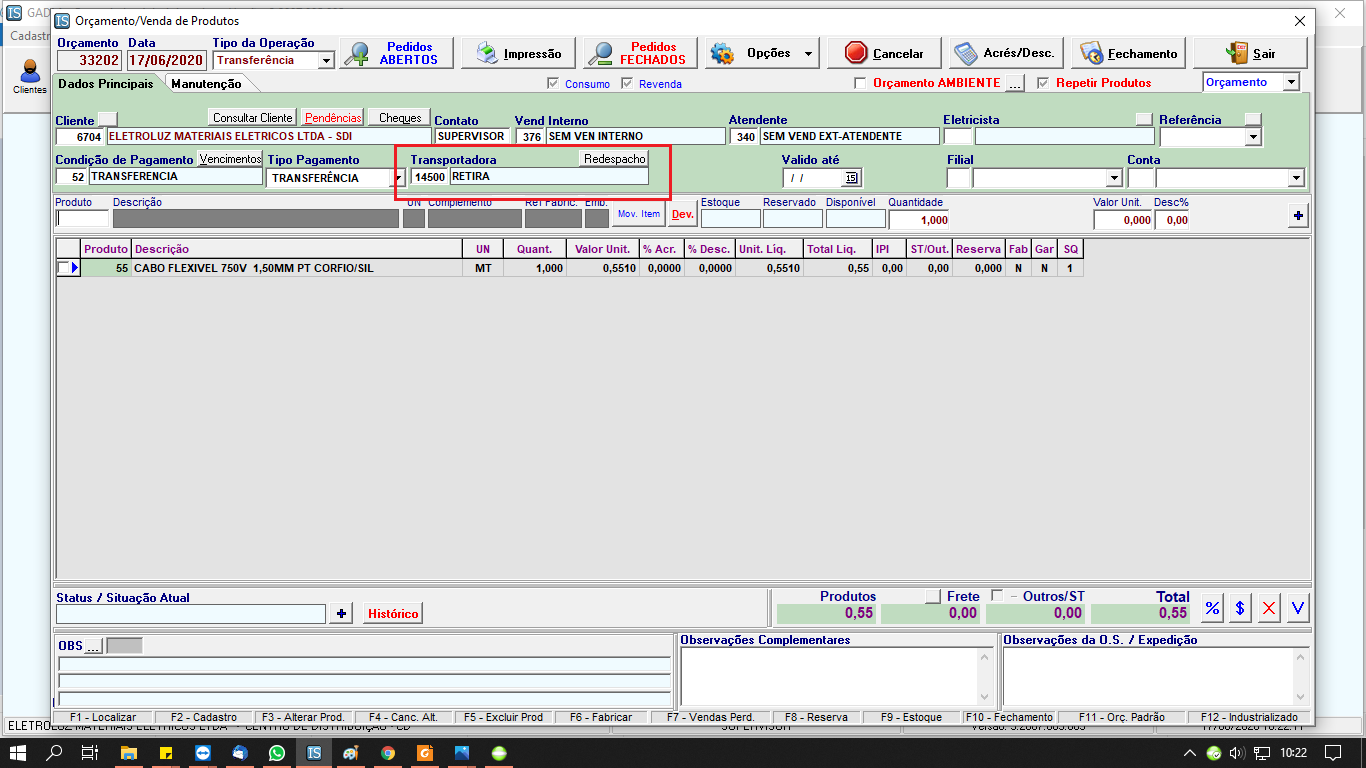 IS GAD
IS Orçamento/Venda de Produtos
Cadastr
Clientes
Orçamento Data Tipo da Operação
33202 17/06/2020 Transferência
Pedidos ABERTOS
Impressão
Pedidos FECHADOS
Opções
Cancelar
Acrés/Desc.
Fechamento
Sair
Dados Principais Manutenção Consumo Revenda Orçamento AMBIENTE ... Repetir Produtos Orçamento
Cliente Consultar Cliente Pendências Cheques Contato Vend Interno Atendente Eletricista Referência
6704 ELETROLUZ MATERIAIS ELETRICOS LTDA - SDI SUPERVISOR 376 SEM VEN INTERNO 340 SEM VEND EXT-ATENDENTE
Condição de Pagamento Vencimentos Tipo Pagamento Transportadora Redespacho Valido até Filial Conta
52 TRANSFERENCIA TRANSFERÊNCIA 14500 RETIRA / / 15
Produto Descrição UN Complemento Ref Fabric. Emb. Mov. Item Dev. Estoque Reservado Disponível Quantidade Valor Unit. Desc%
1,000 0,000 0,00 +
Produto Descrição UN Quant. Valor Unit. % Acr. % Desc. Unit. Liq. Total Liq. IPI ST/Out. Reserva Fab Gar SQ
55 CABO FLEXIVEL 750V 1,50MM PT CORFIO/SIL MT 1,000 0,5510 0,0000 0,0000 0,5510 0,55 0,00 0,00 0,000 N N 1
Status / Situação Atual Produtos Frete Outros/ST Total
+ Histórico 0,55 0,00 0,00 0,55 % $ X V
OBS ... Observações Complementares Observações da O.S. / Expedição
F1 - Localizar F2 - Cadastro F3 - Alterar Prod. F4 - Canc. Alt. F5 - Excluir Prod F6 - Fabricar F7 - Vendas Perd. F8 - Reserva F9 - Estoque F10 - Fechamento F11 - Orç. Padrão F12 - Industrializado
IS 10:22